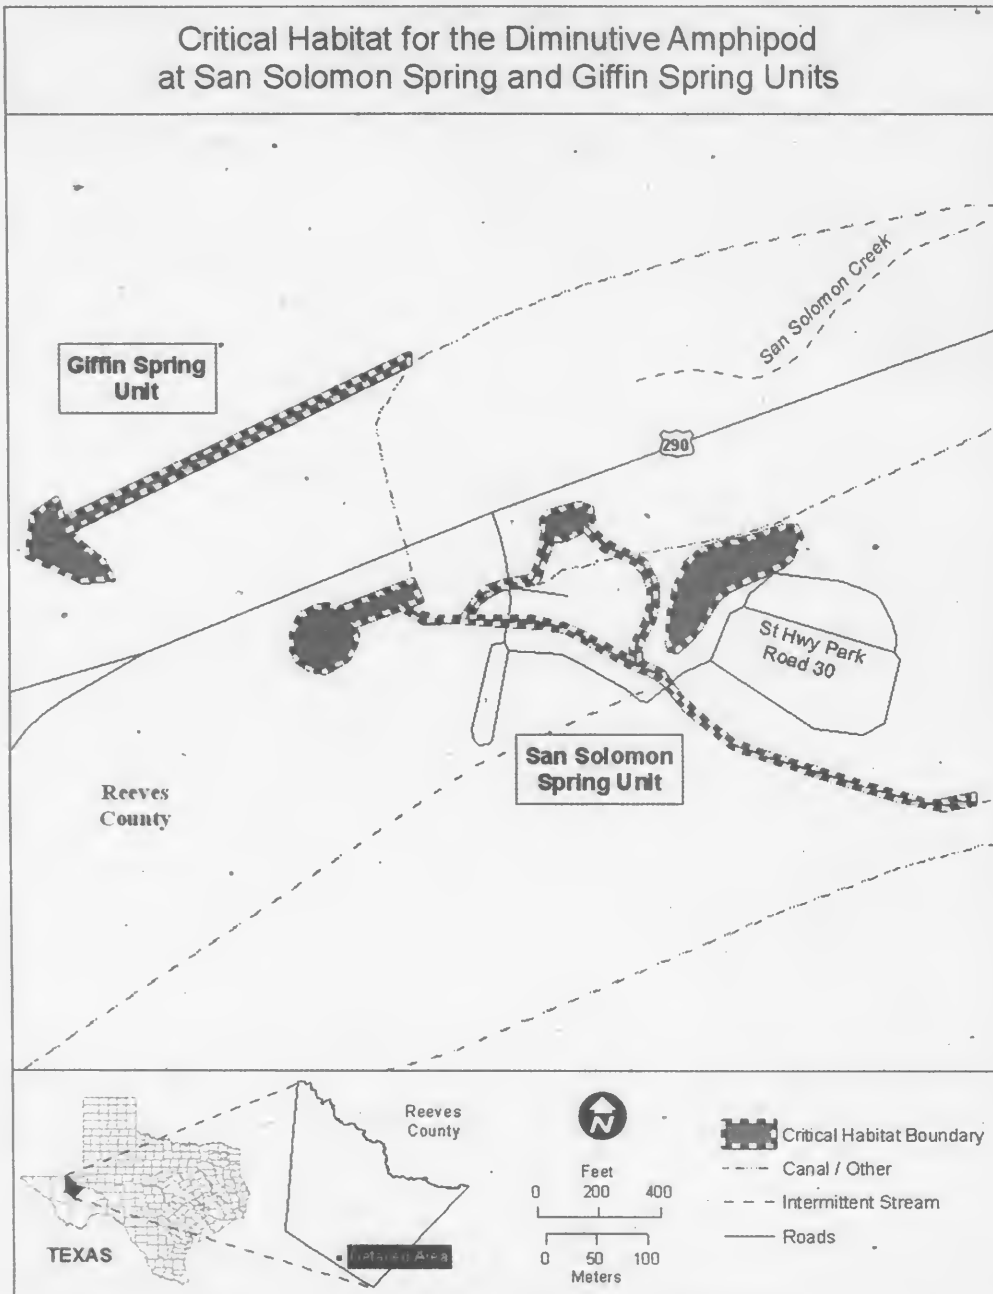 Critical Habitat for the Diminutive Amphipod
at San Solomon Spring and Giffin Spring Units
San Solomon Creek
Giffin Spring
Unit
290
St Hwy Park
Road 30
San Solomon
Spring Unit
Reeves
County
Reeves
County
TEXAS
Detailed Area
N
Feet
0 200 400
0 50 100
Meters
Critical Habitat Boundary
Canal / Other
Intermittent Stream
Roads